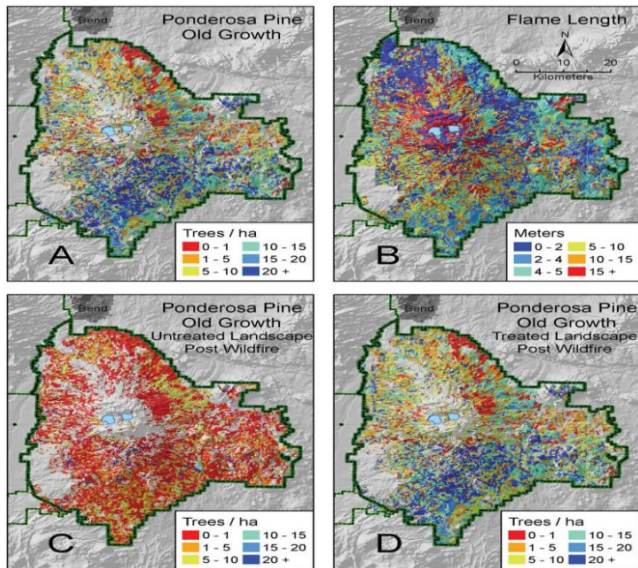 Bend
Ponderosa Pine
Old Growth
A
Trees / ha
0 - 1
1 - 5
5 - 10
10 - 15
15 - 20
20 +
Flame Length
N
0 10 20
Kilometers
B
Meters
0 - 2
2 - 4
4 - 5
5 - 10
10 - 15
15 +
Bend
Ponderosa Pine
Old Growth
Untreated Landscape
Post Wildfire
C
Trees / ha
0 - 1
1 - 5
5 - 10
10 - 15
15 - 20
20 +
Bend
Ponderosa Pine
Old Growth
Treated Landscape
Post Wildfire
D
Trees / ha
0 - 1
1 - 5
5 - 10
10 - 15
15 - 20
20 +